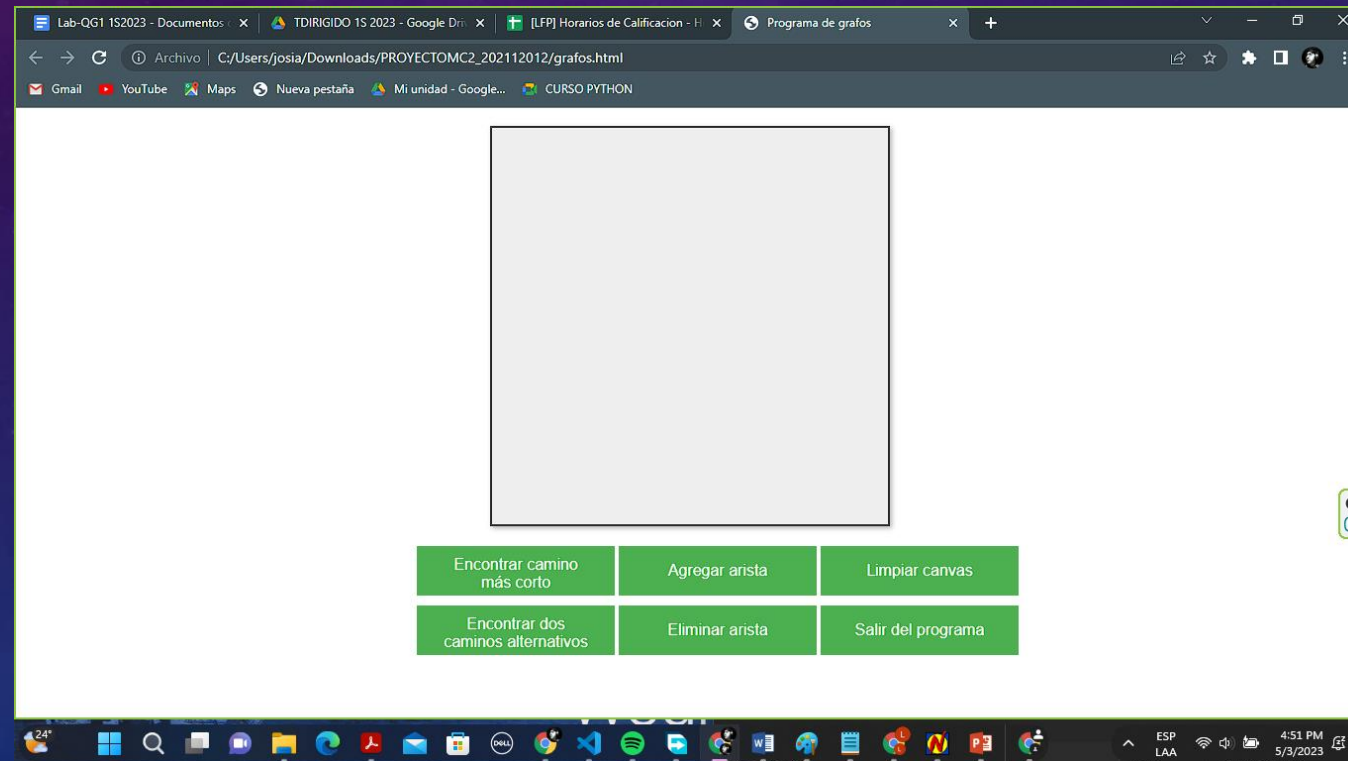 Lab-QG1 1S2023 - Documentos
TDIRIGIDO 1S 2023 - Google Driv
[LFP] Horarios de Calificacion - H
Programa de grafos
Archivo
C:/Users/josia/Downloads/PROYECTOMC2_202112012/grafos.html
Gmail
YouTube
Maps
Nueva pestaña
Mi unidad - Google...
CURSO PYTHON
Encontrar camino
más corto
Agregar arista
Limpiar canvas
Encontrar dos
caminos alternativos
Eliminar arista
Salir del programa
24°
DELL
ESP
LAA
4:51 PM
5/3/2023